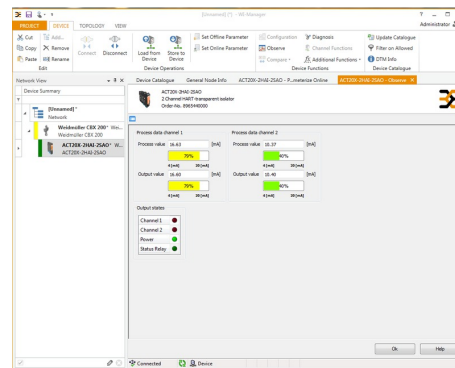 [Unnamed] (*) - WI-Manager
PROJECT DEVICE TOPOLOGY VIEW
Administrator
Cut Add... Set Offline Parameter Configuration Diagnosis Update Catalogue
Copy Remove Connect Disconnect Load from Device Store to Device Set Online Parameter Observe Channel Functions Filter on Allowed
Paste Rename Compare Additional Functions DTM Info
Edit Device Operations Device Functions Device Catalogue
Network View
Device Catalogue General Node Info ACT20X-2HAI-2SAO - P...meterize Online ACT20X-2HAI-2SAO - Observe
Device Summary
ACT20X-2HAI-2SAO
2 Channel HART-transparent isolator
Order-No. 8965440000
[Unnamed]*
Network
Weidmüller CBX 200* Wei...
Weidmüller CBX 200
ACT20X-2HAI-2SAO* W...
ACT20X-2HAI-2SAO
Process data channel 1
Process value 16.63 [mA]
79%
4 [mA] 20 [mA]
Output value 16.60 [mA]
79%
4 [mA] 20 [mA]
Process data channel 2
Process value 10.37 [mA]
40%
4 [mA] 20 [mA]
Output value 10.40 [mA]
40%
4 [mA] 20 [mA]
Output states
Channel 1
Channel 2
Power
Status Relay
Ok Help
Connected Device